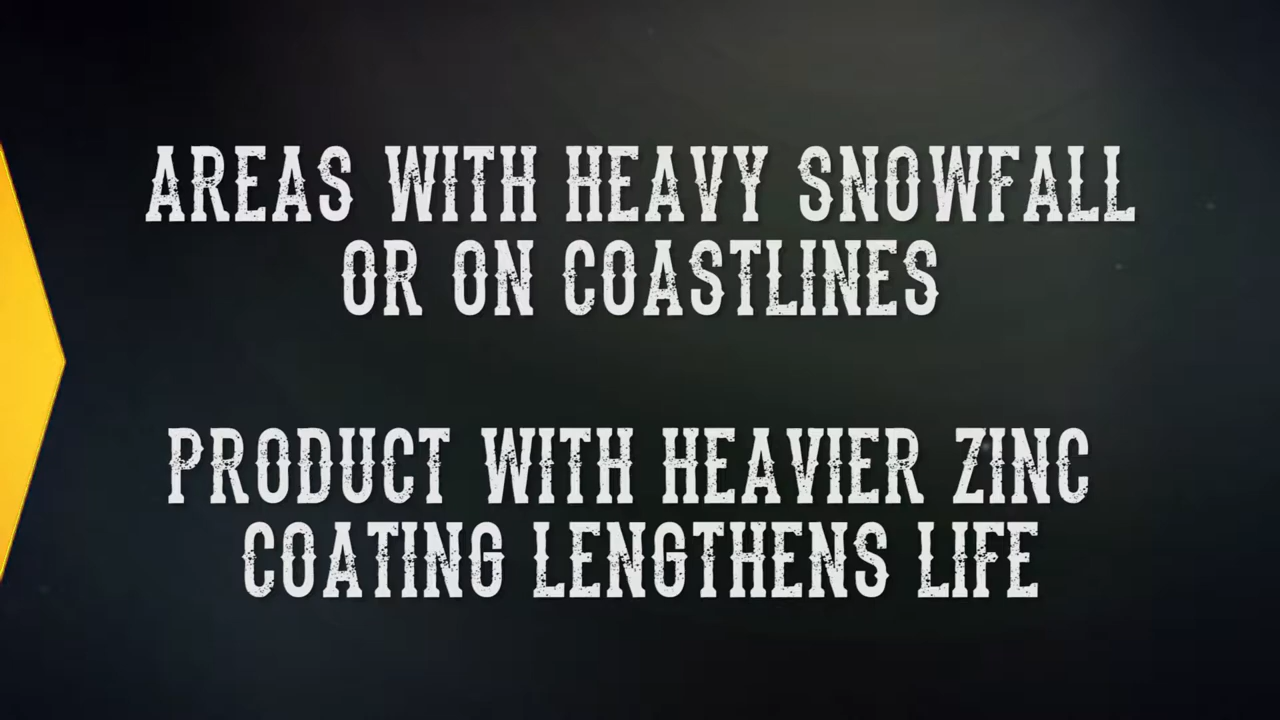 AREAS WITH HEAVY SNOWFALL
OR ON COASTLINES
PRODUCT WITH HEAVIER ZINC
COATING LENGTHENS LIFE